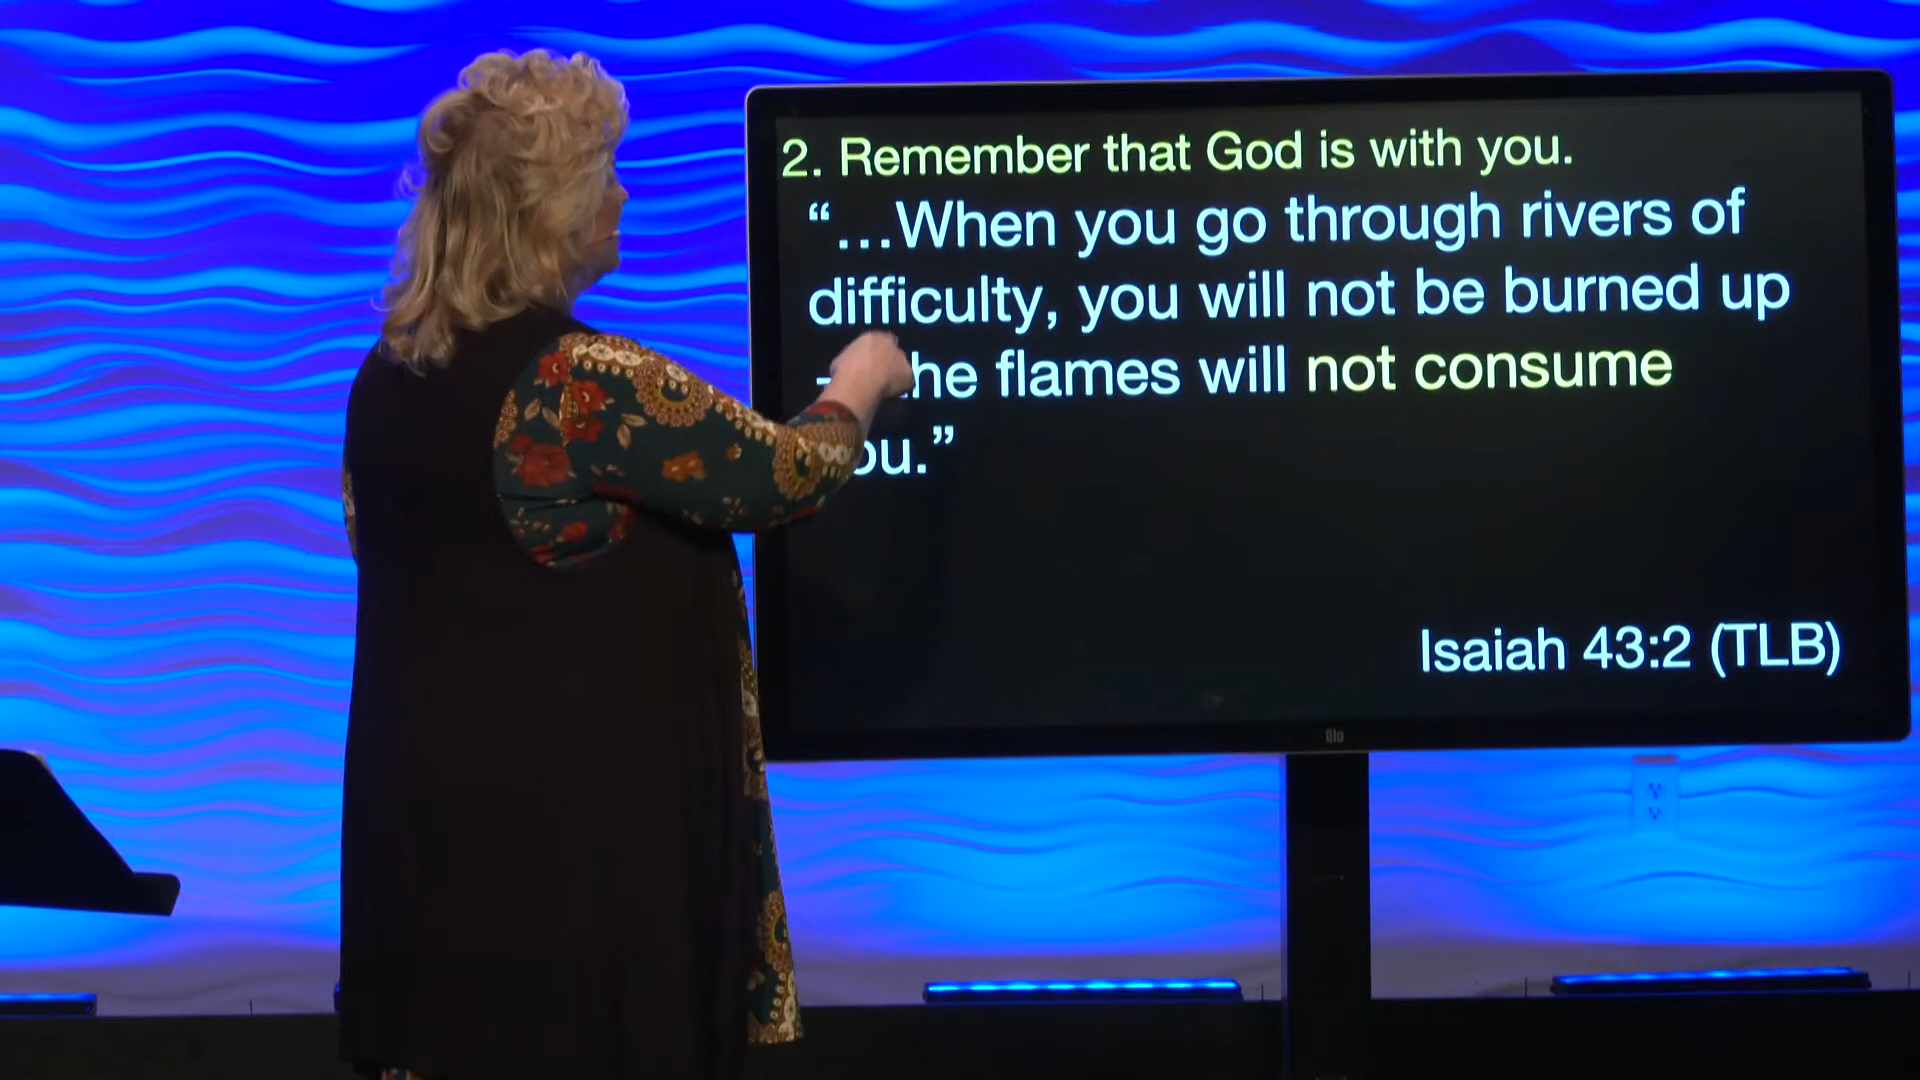 2. Remember that God is with you.
“…When you go through rivers of
difficulty, you will not be burned up
he flames will not consume
ou.”
Isaiah 43:2 (TLB)
elo